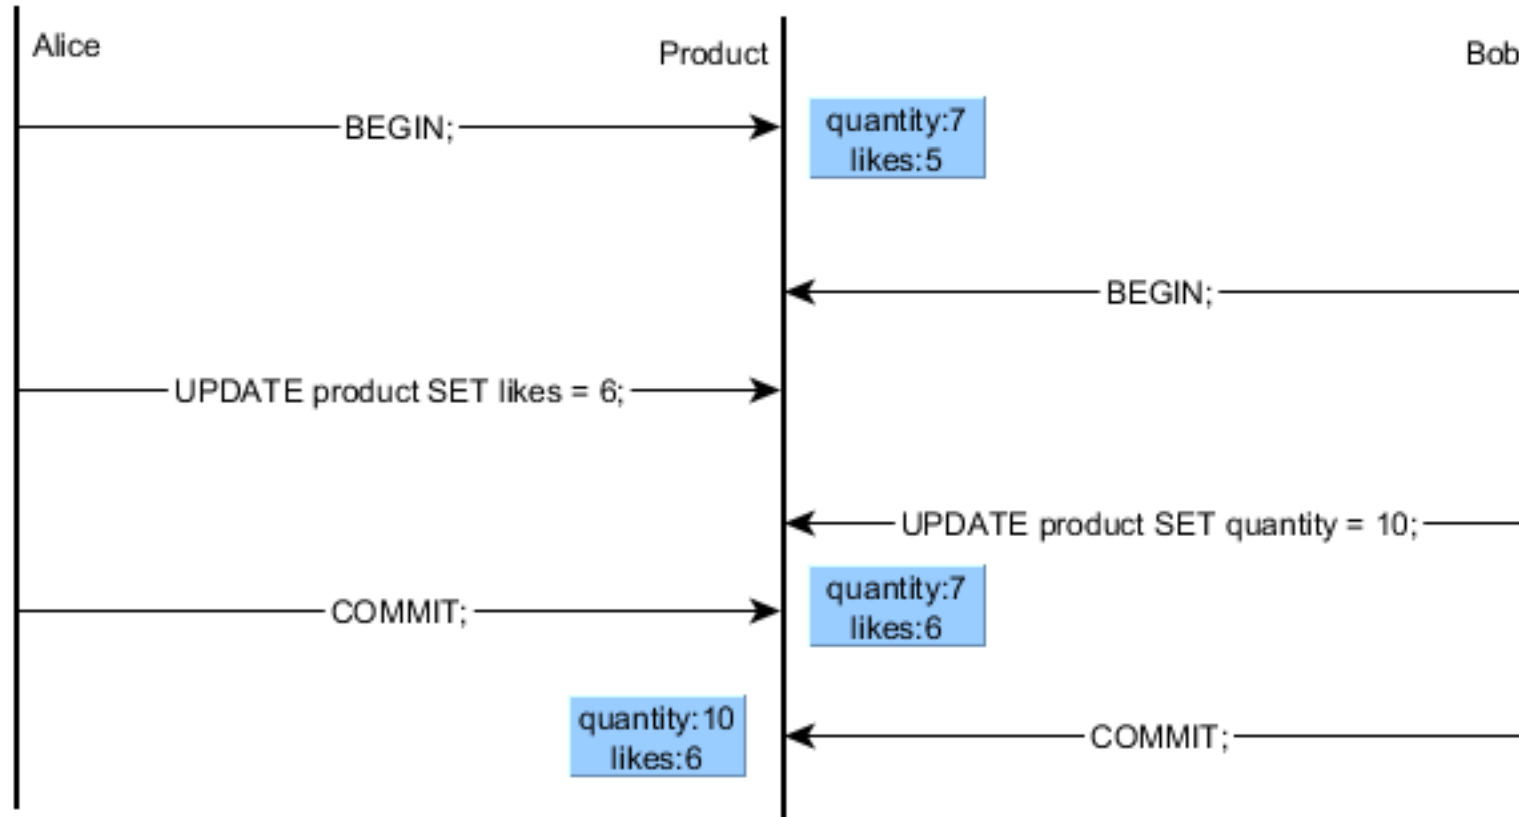 Alice
Product
Bob
BEGIN;
quantity:7
likes:5
BEGIN;
UPDATE product SET likes = 6;
UPDATE product SET quantity = 10;
COMMIT;
quantity:7
likes:6
quantity:10
likes:6
COMMIT;